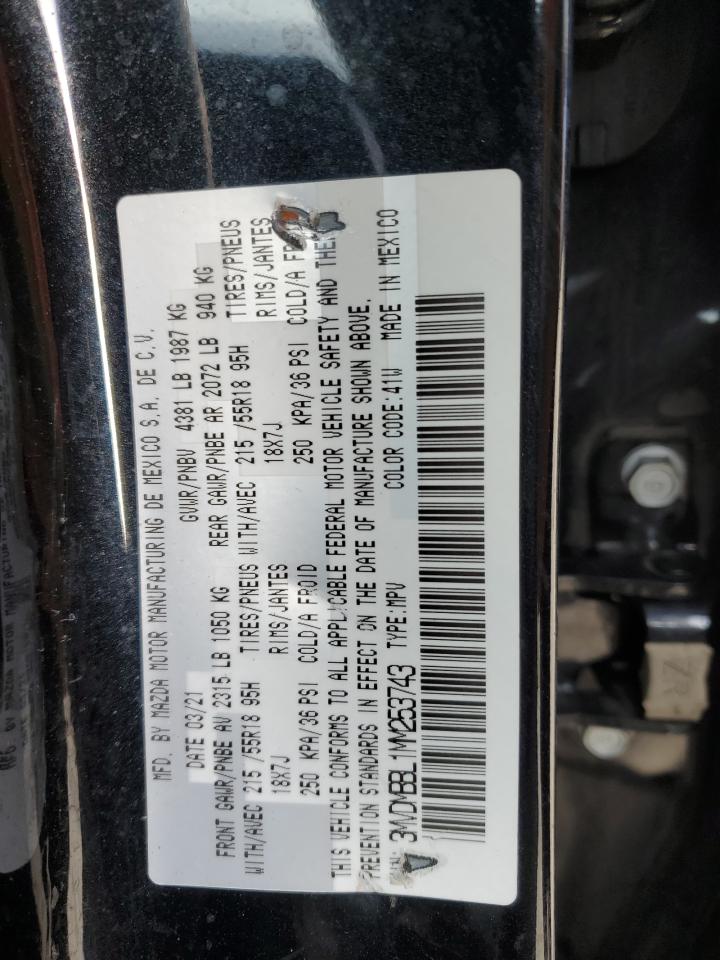 MFD. BY MAZDA MOTOR MANUFACTURING DE MEXICO S.A. DE C.V.
DATE 03/21 GVWR/PNBV 4381 LB 1987 KG
FRONT GAWR/PNBE AV 2315 LB 1050 KG REAR GAWR/PNBE AR 2072 LB 940 KG
WITH/AVEC 215 /55R18 95H TIRES/PNEUS WITH/AVEC 215 /55R18 95H TIRES/PNEUS
18X7J RIMS/JANTES 18X7J RIMS/JANTES
250 KPA/36 PSI COLD/A FROID 250 KPA/36 PSI COLD/A FR
THIS VEHICLE CONFORMS TO ALL APPLICABLE FEDERAL MOTOR VEHICLE SAFETY AND THE
PREVENTION STANDARDS IN EFFECT ON THE DATE OF MANUFACTURE SHOWN ABOVE.
3MVDMBBL1MM253743 TYPE:MPV COLOR CODE:41W MADE IN MEXICO
ZR